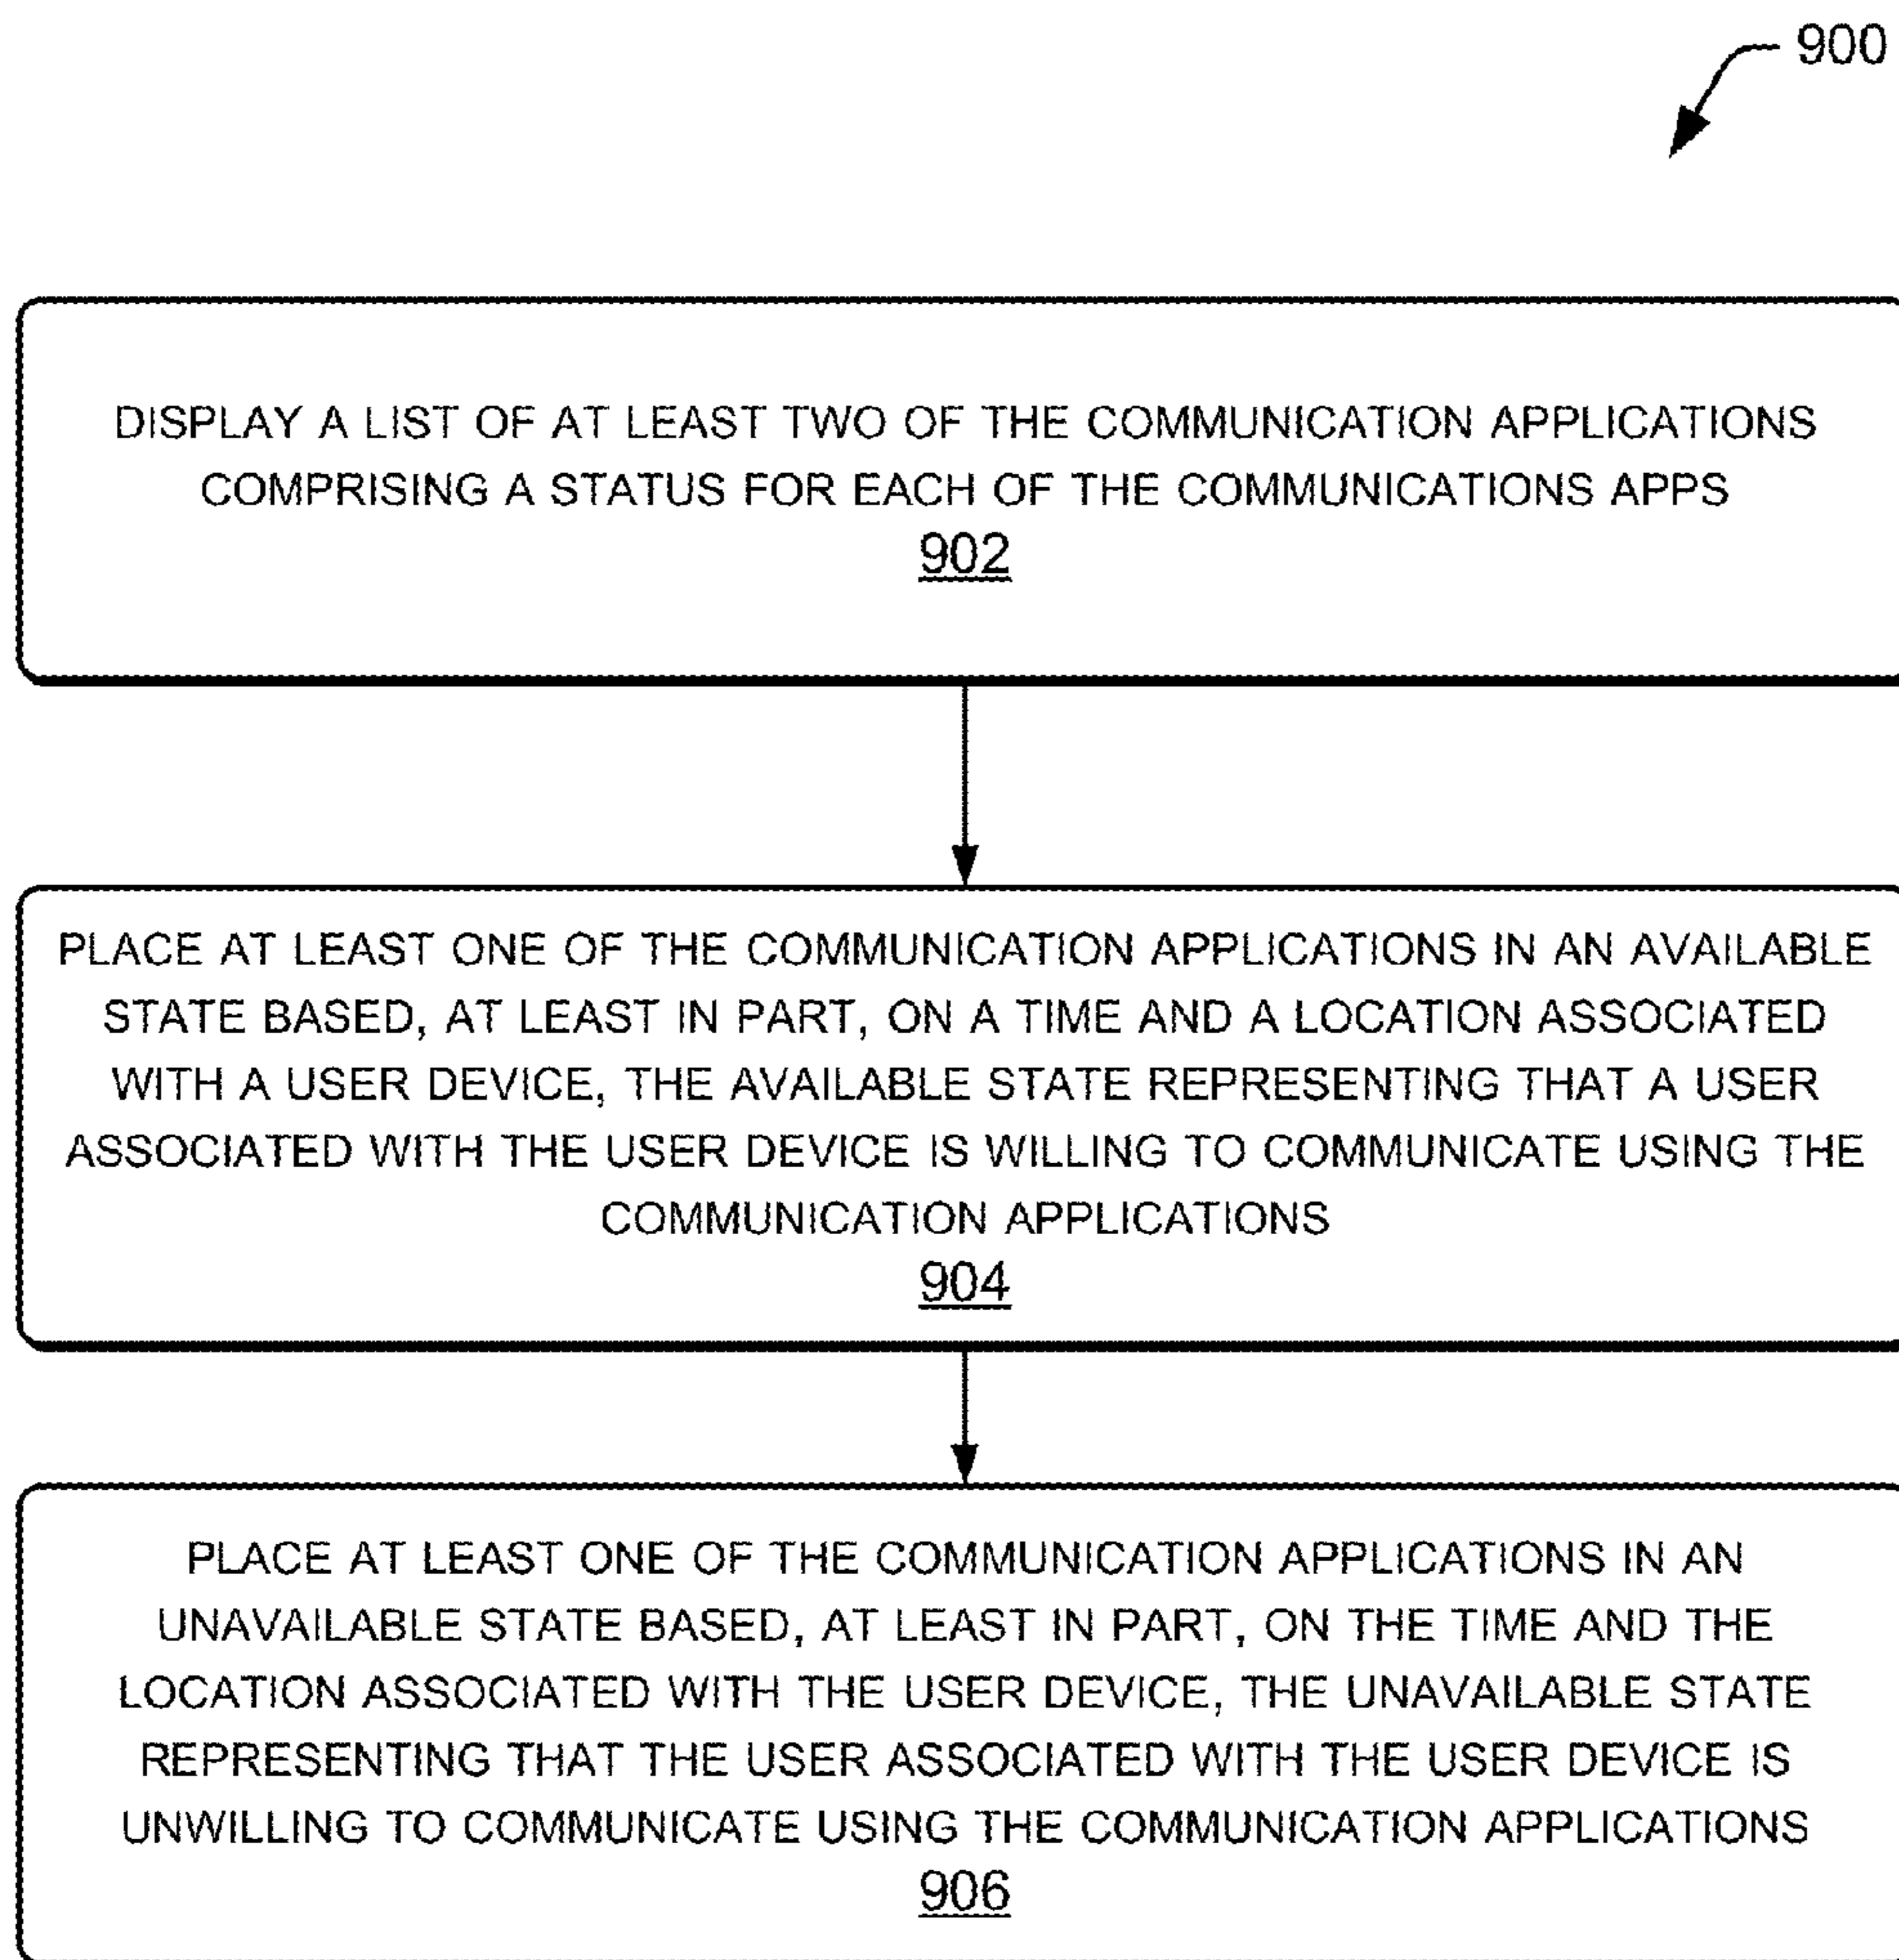 900
DISPLAY A LIST OF AT LEAST TWO OF THE COMMUNICATION APPLICATIONS
COMPRISING A STATUS FOR EACH OF THE COMMUNICATIONS APPS
902
PLACE AT LEAST ONE OF THE COMMUNICATION APPLICATIONS IN AN AVAILABLE
STATE BASED, AT LEAST IN PART, ON A TIME AND A LOCATION ASSOCIATED
WITH A USER DEVICE, THE AVAILABLE STATE REPRESENTING THAT A USER
ASSOCIATED WITH THE USER DEVICE IS WILLING TO COMMUNICATE USING THE
COMMUNICATION APPLICATIONS
904
PLACE AT LEAST ONE OF THE COMMUNICATION APPLICATIONS IN AN
UNAVAILABLE STATE BASED, AT LEAST IN PART, ON THE TIME AND THE
LOCATION ASSOCIATED WITH THE USER DEVICE, THE UNAVAILABLE STATE
REPRESENTING THAT THE USER ASSOCIATED WITH THE USER DEVICE IS
UNWILLING TO COMMUNICATE USING THE COMMUNICATION APPLICATIONS
906